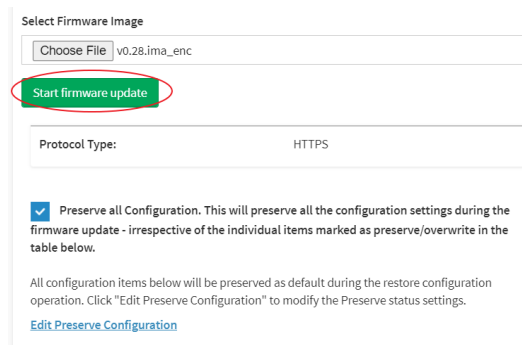 Select Firmware Image
Choose File v0.28.ima_enc
Start firmware update
Protocol Type: HTTPS
Preserve all Configuration. This will preserve all the configuration settings during the
firmware update - irrespective of the individual items marked as preserve/overwrite in the
table below.
All configuration items below will be preserved as default during the restore configuration
operation. Click "Edit Preserve Configuration" to modify the Preserve status settings.
Edit Preserve Configuration